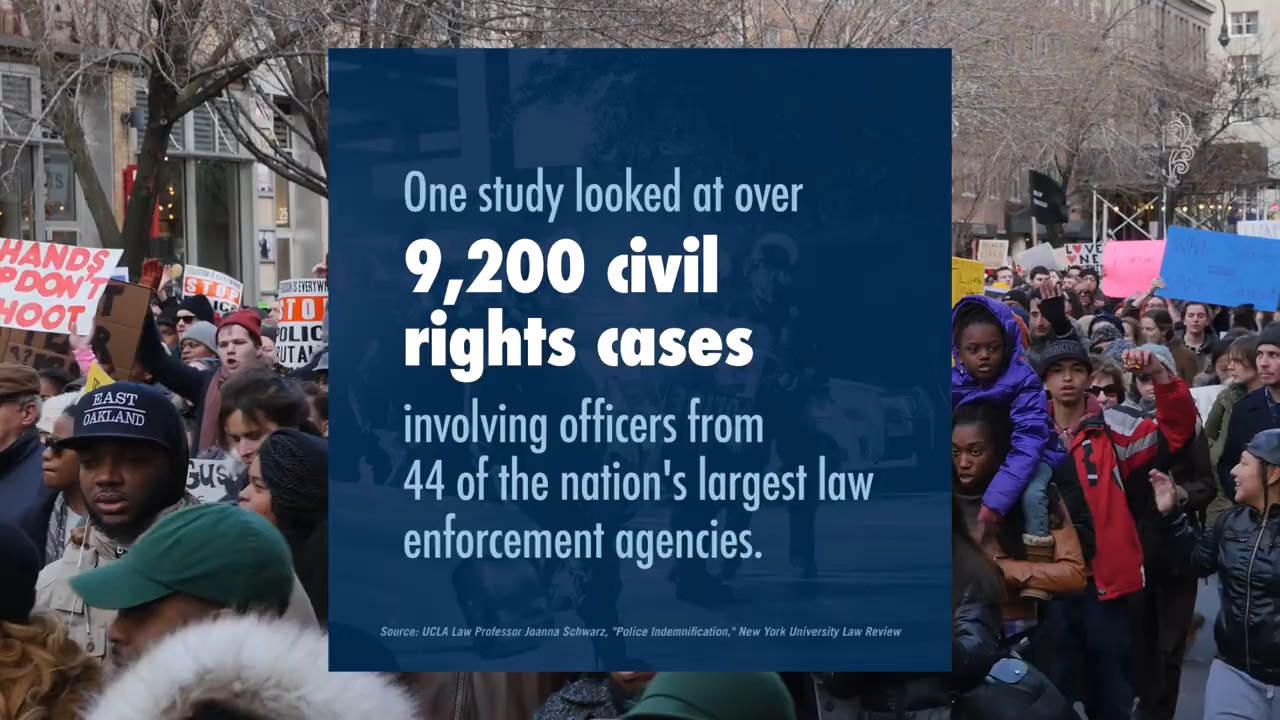 One study looked at over
9,200 civil
rights cases
involving officers from
44 of the nation's largest law
enforcement agencies.
Source: UCLA Law Professor Joanna Schwarz, "Police Indemnification," New York University Law Review
HANDS
DON'T
HOOT
STOP
EAST
OAKLAND